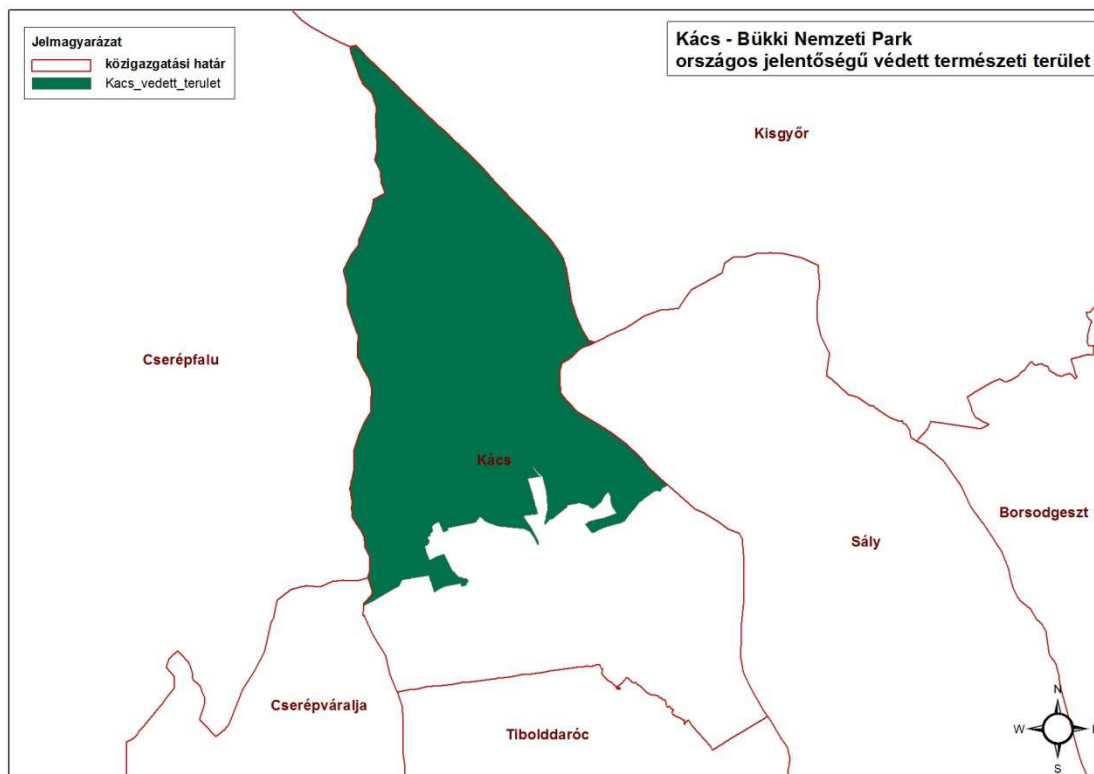 Jelmagyarázat
közigazgatási határ
Kacs_vedett_terulet
Kács - Bükki Nemzeti Park
országos jelentőségű védett természeti terület
Kisgyőr
Cserépfalu
Kács
Borsodgeszt
Sály
Cserépváralja
Tibolddaróc
N
W
S